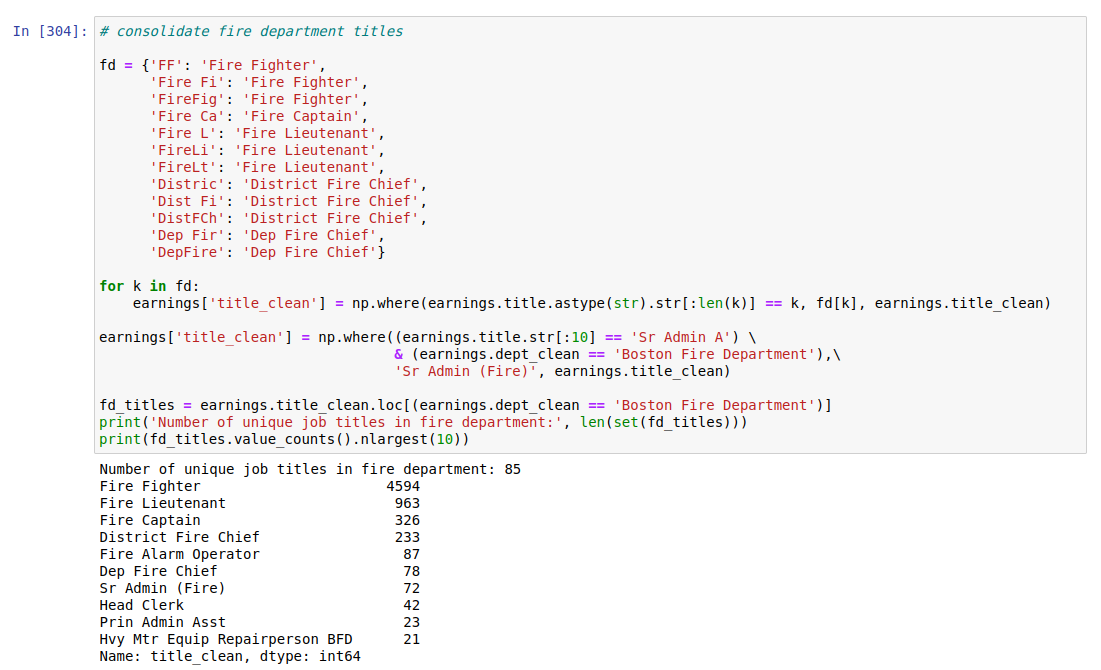 In [304]: # consolidate fire department titles
fd = {'FF': 'Fire Fighter',
'Fire Fi': 'Fire Fighter',
'FireFig': 'Fire Fighter',
'Fire Ca': 'Fire Captain',
'Fire L': 'Fire Lieutenant',
'FireLi': 'Fire Lieutenant',
'FireLt': 'Fire Lieutenant',
'Distric': 'District Fire Chief',
'Dist Fi': 'District Fire Chief',
'DistFCh': 'District Fire Chief',
'Dep Fir': 'Dep Fire Chief',
'DepFire': 'Dep Fire Chief'}
for k in fd:
earnings['title_clean'] = np.where(earnings.title.astype(str).str[:len(k)] == k, fd[k], earnings.title_clean)
earnings['title_clean'] = np.where((earnings.title.str[:10] == 'Sr Admin A') \
& (earnings.dept_clean == 'Boston Fire Department'),\
'Sr Admin (Fire)', earnings.title_clean)
fd_titles = earnings.title_clean.loc[(earnings.dept_clean == 'Boston Fire Department')]
print('Number of unique job titles in fire department:', len(set(fd_titles)))
print(fd_titles.value_counts().nlargest(10))
Number of unique job titles in fire department: 85
Fire Fighter 4594
Fire Lieutenant 963
Fire Captain 326
District Fire Chief 233
Fire Alarm Operator 87
Dep Fire Chief 78
Sr Admin (Fire) 72
Head Clerk 42
Prin Admin Asst 23
Hvy Mtr Equip Repairperson BFD 21
Name: title_clean, dtype: int64